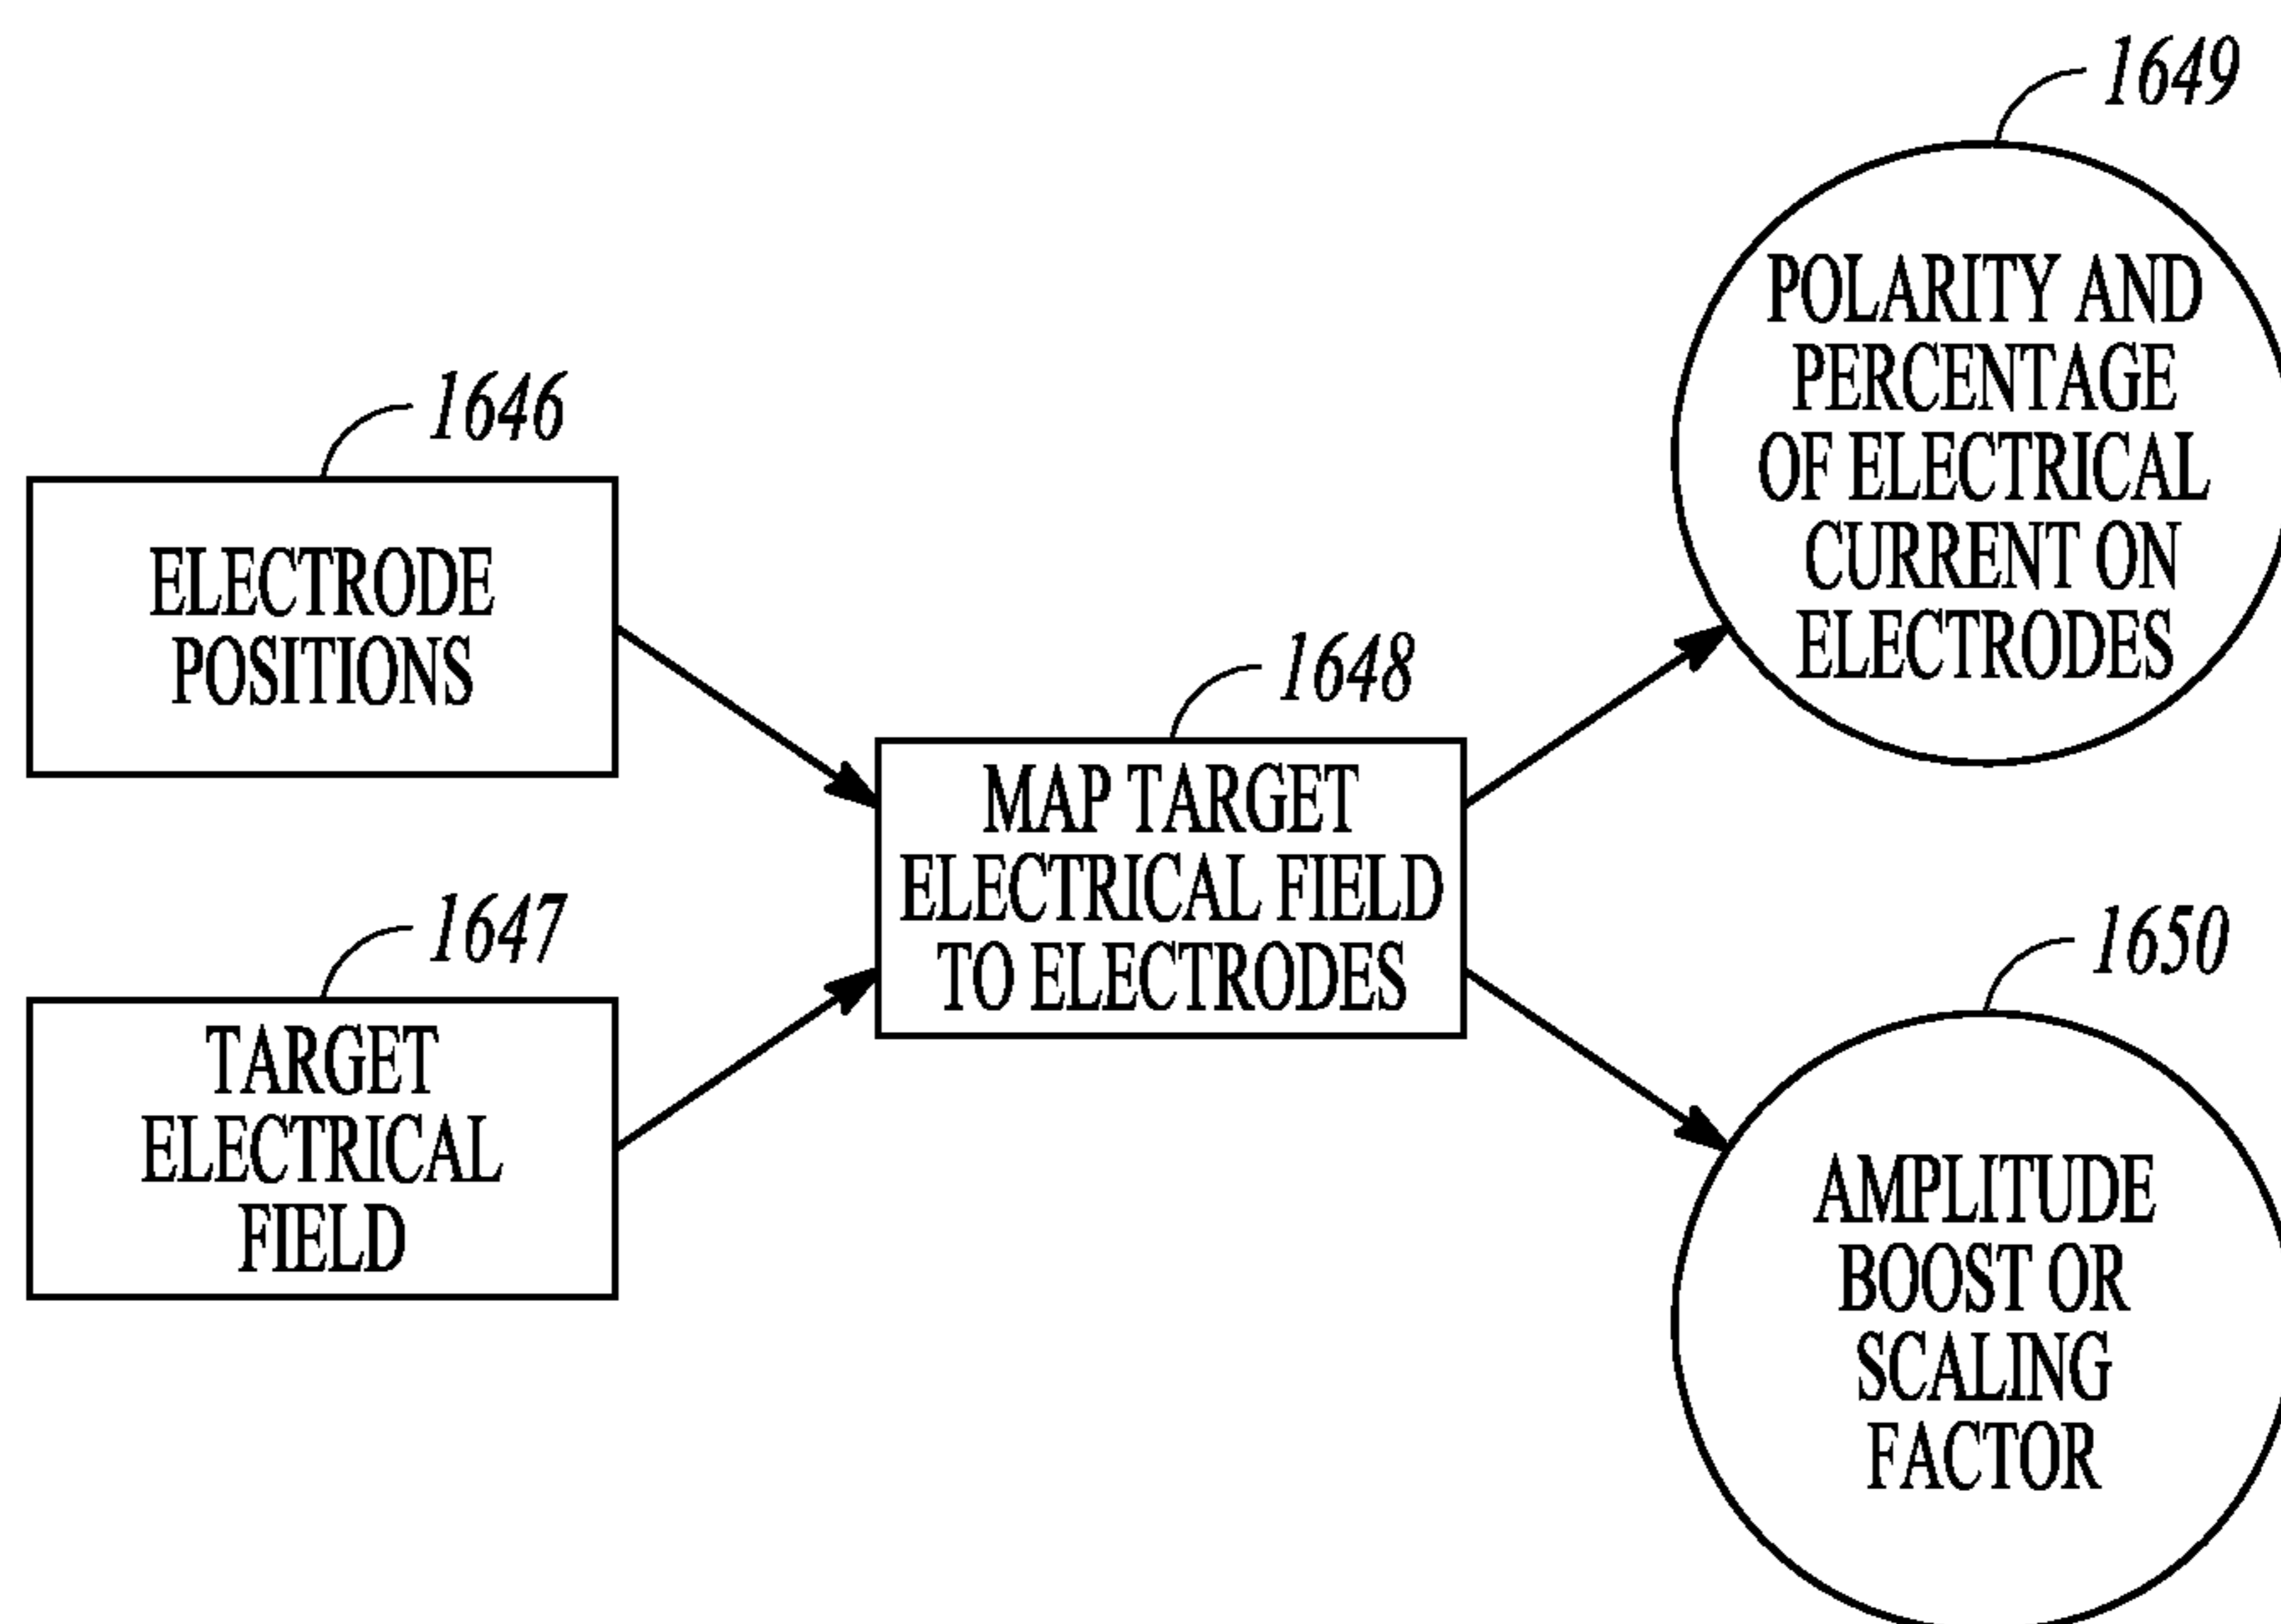 1646
ELECTRODE
POSITIONS
1647
TARGET
ELECTRICAL
FIELD
1648
MAP TARGET
ELECTRICAL FIELD
TO ELECTRODES
1649
POLARITY AND
PERCENTAGE
OF ELECTRICAL
CURRENT ON
ELECTRODES
1650
AMPLITUDE
BOOST OR
SCALING
FACTOR